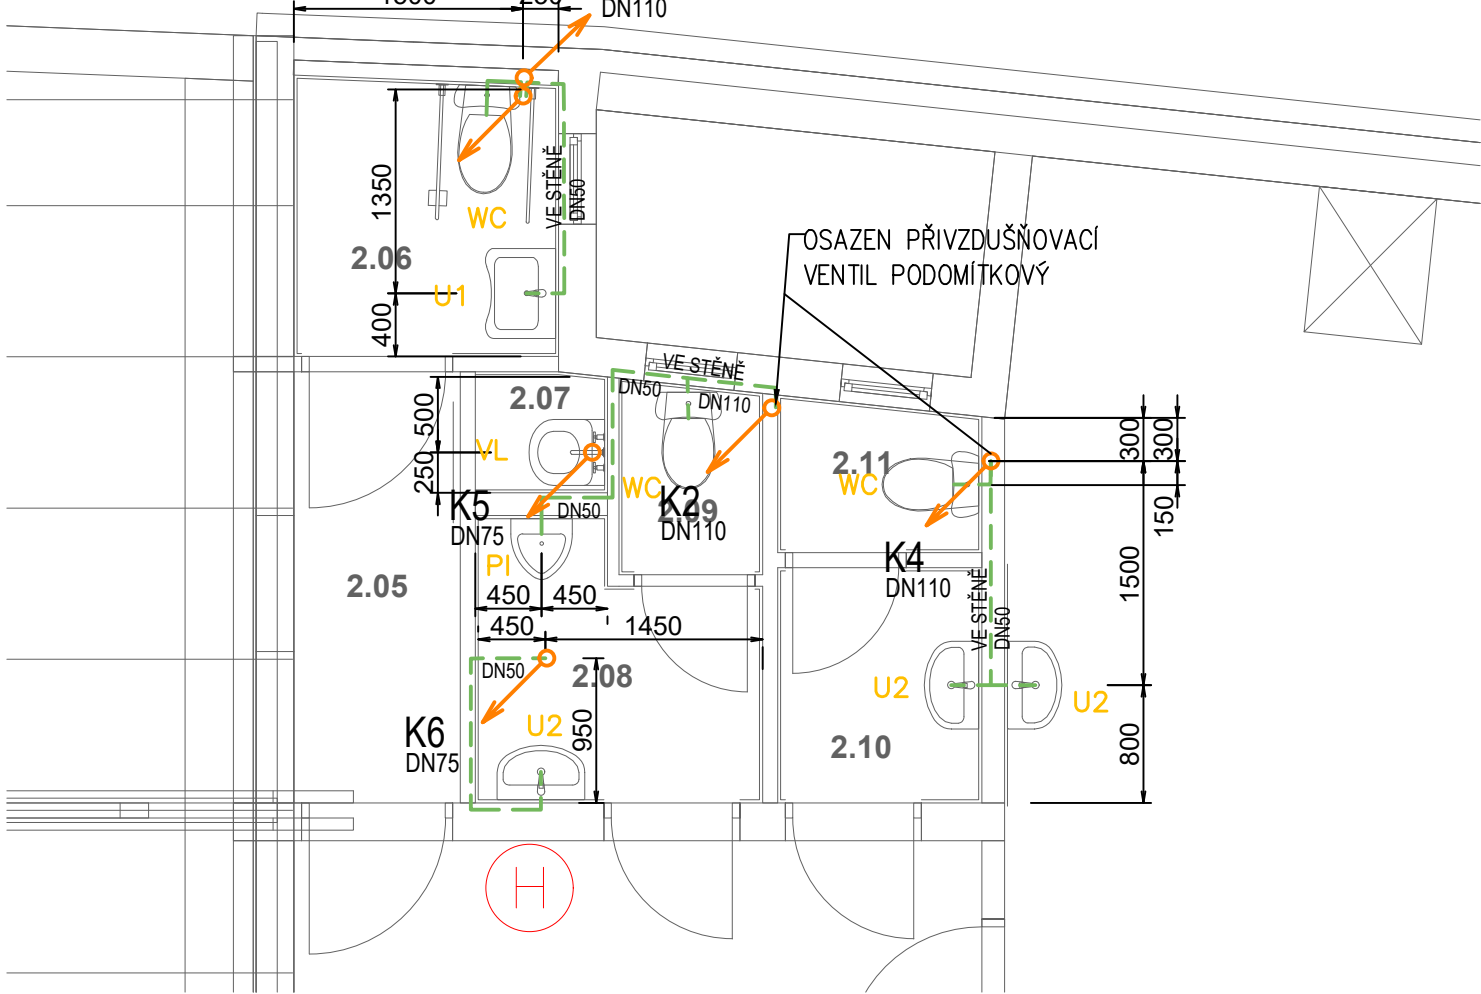 DN110
1350
VE STĚNĚ
DN50
WC
2.06
OSAZEN PŘIVZDUŠŇOVACÍ
VENTIL PODOMÍTKOVÝ
U1
400
VE STĚNĚ
DN50
DN110
2.07
500
250
VL
K5
DN75
DN50
WC
K2
2.09
DN110
2.11
WC
300
300
150
K4
DN110
PI
2.05
450
450
450
1450
1500
VE STĚNĚ
DN50
DN50
2.08
U2
U2
U2
K6
DN75
950
2.10
800
H